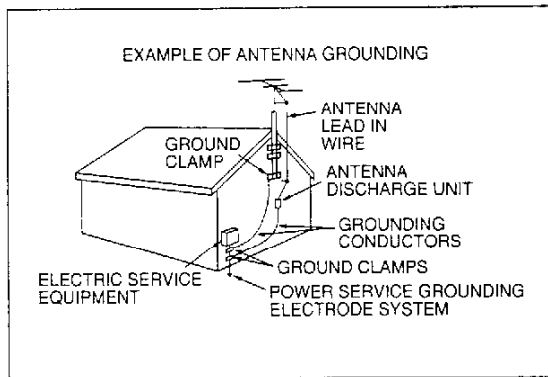 EXAMPLE OF ANTENNA GROUNDING
ANTENNA
LEAD IN
WIRE
GROUND
CLAMP
ANTENNA
DISCHARGE UNIT
GROUNDING
CONDUCTORS
ELECTRIC SERVICE
EQUIPMENT
GROUND CLAMPS
POWER SERVICE GROUNDING
ELECTRODE SYSTEM